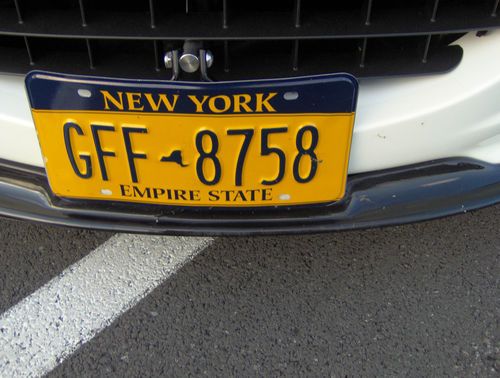 NEW YORK
GFF 8758
EMPIRE STATE